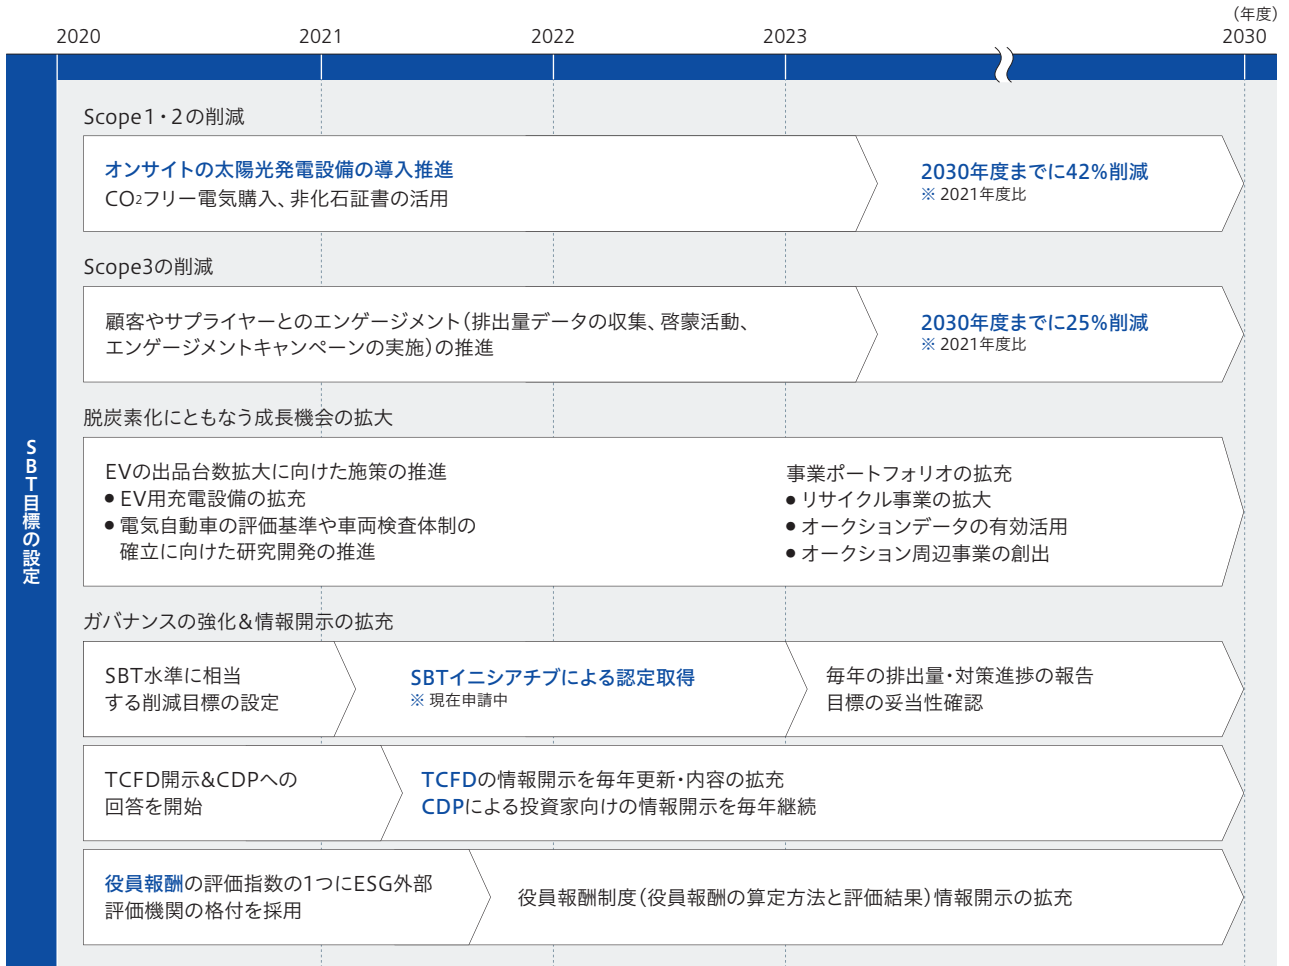 (年度)
2020 2021 2022 2023 2030
SBT目標の設定
Scope1・2の削減
オンサイトの太陽光発電設備の導入推進
CO2フリー電気購入、非化石証書の活用
2030年度までに42%削減
※ 2021年度比
Scope3の削減
顧客やサプライヤーとのエンゲージメント(排出量データの収集、啓蒙活動、
エンゲージメントキャンペーンの実施)の推進
2030年度までに25%削減
※ 2021年度比
脱炭素化にともなう成長機会の拡大
EVの出品台数拡大に向けた施策の推進
● EV用充電設備の拡充
● 電気自動車の評価基準や車両検査体制の
確立に向けた研究開発の推進
事業ポートフォリオの拡充
● リサイクル事業の拡大
● オークションデータの有効活用
● オークション周辺事業の創出
ガバナンスの強化&情報開示の拡充
SBT水準に相当
する削減目標の設定
SBTイニシアチブによる認定取得
※ 現在申請中
毎年の排出量・対策進捗の報告
目標の妥当性確認
TCFD開示&CDPへの
回答を開始
TCFDの情報開示を毎年更新・内容の拡充
CDPによる投資家向けの情報開示を毎年継続
役員報酬の評価指数の1つにESG外部
評価機関の格付を採用
役員報酬制度(役員報酬の算定方法と評価結果)情報開示の拡充